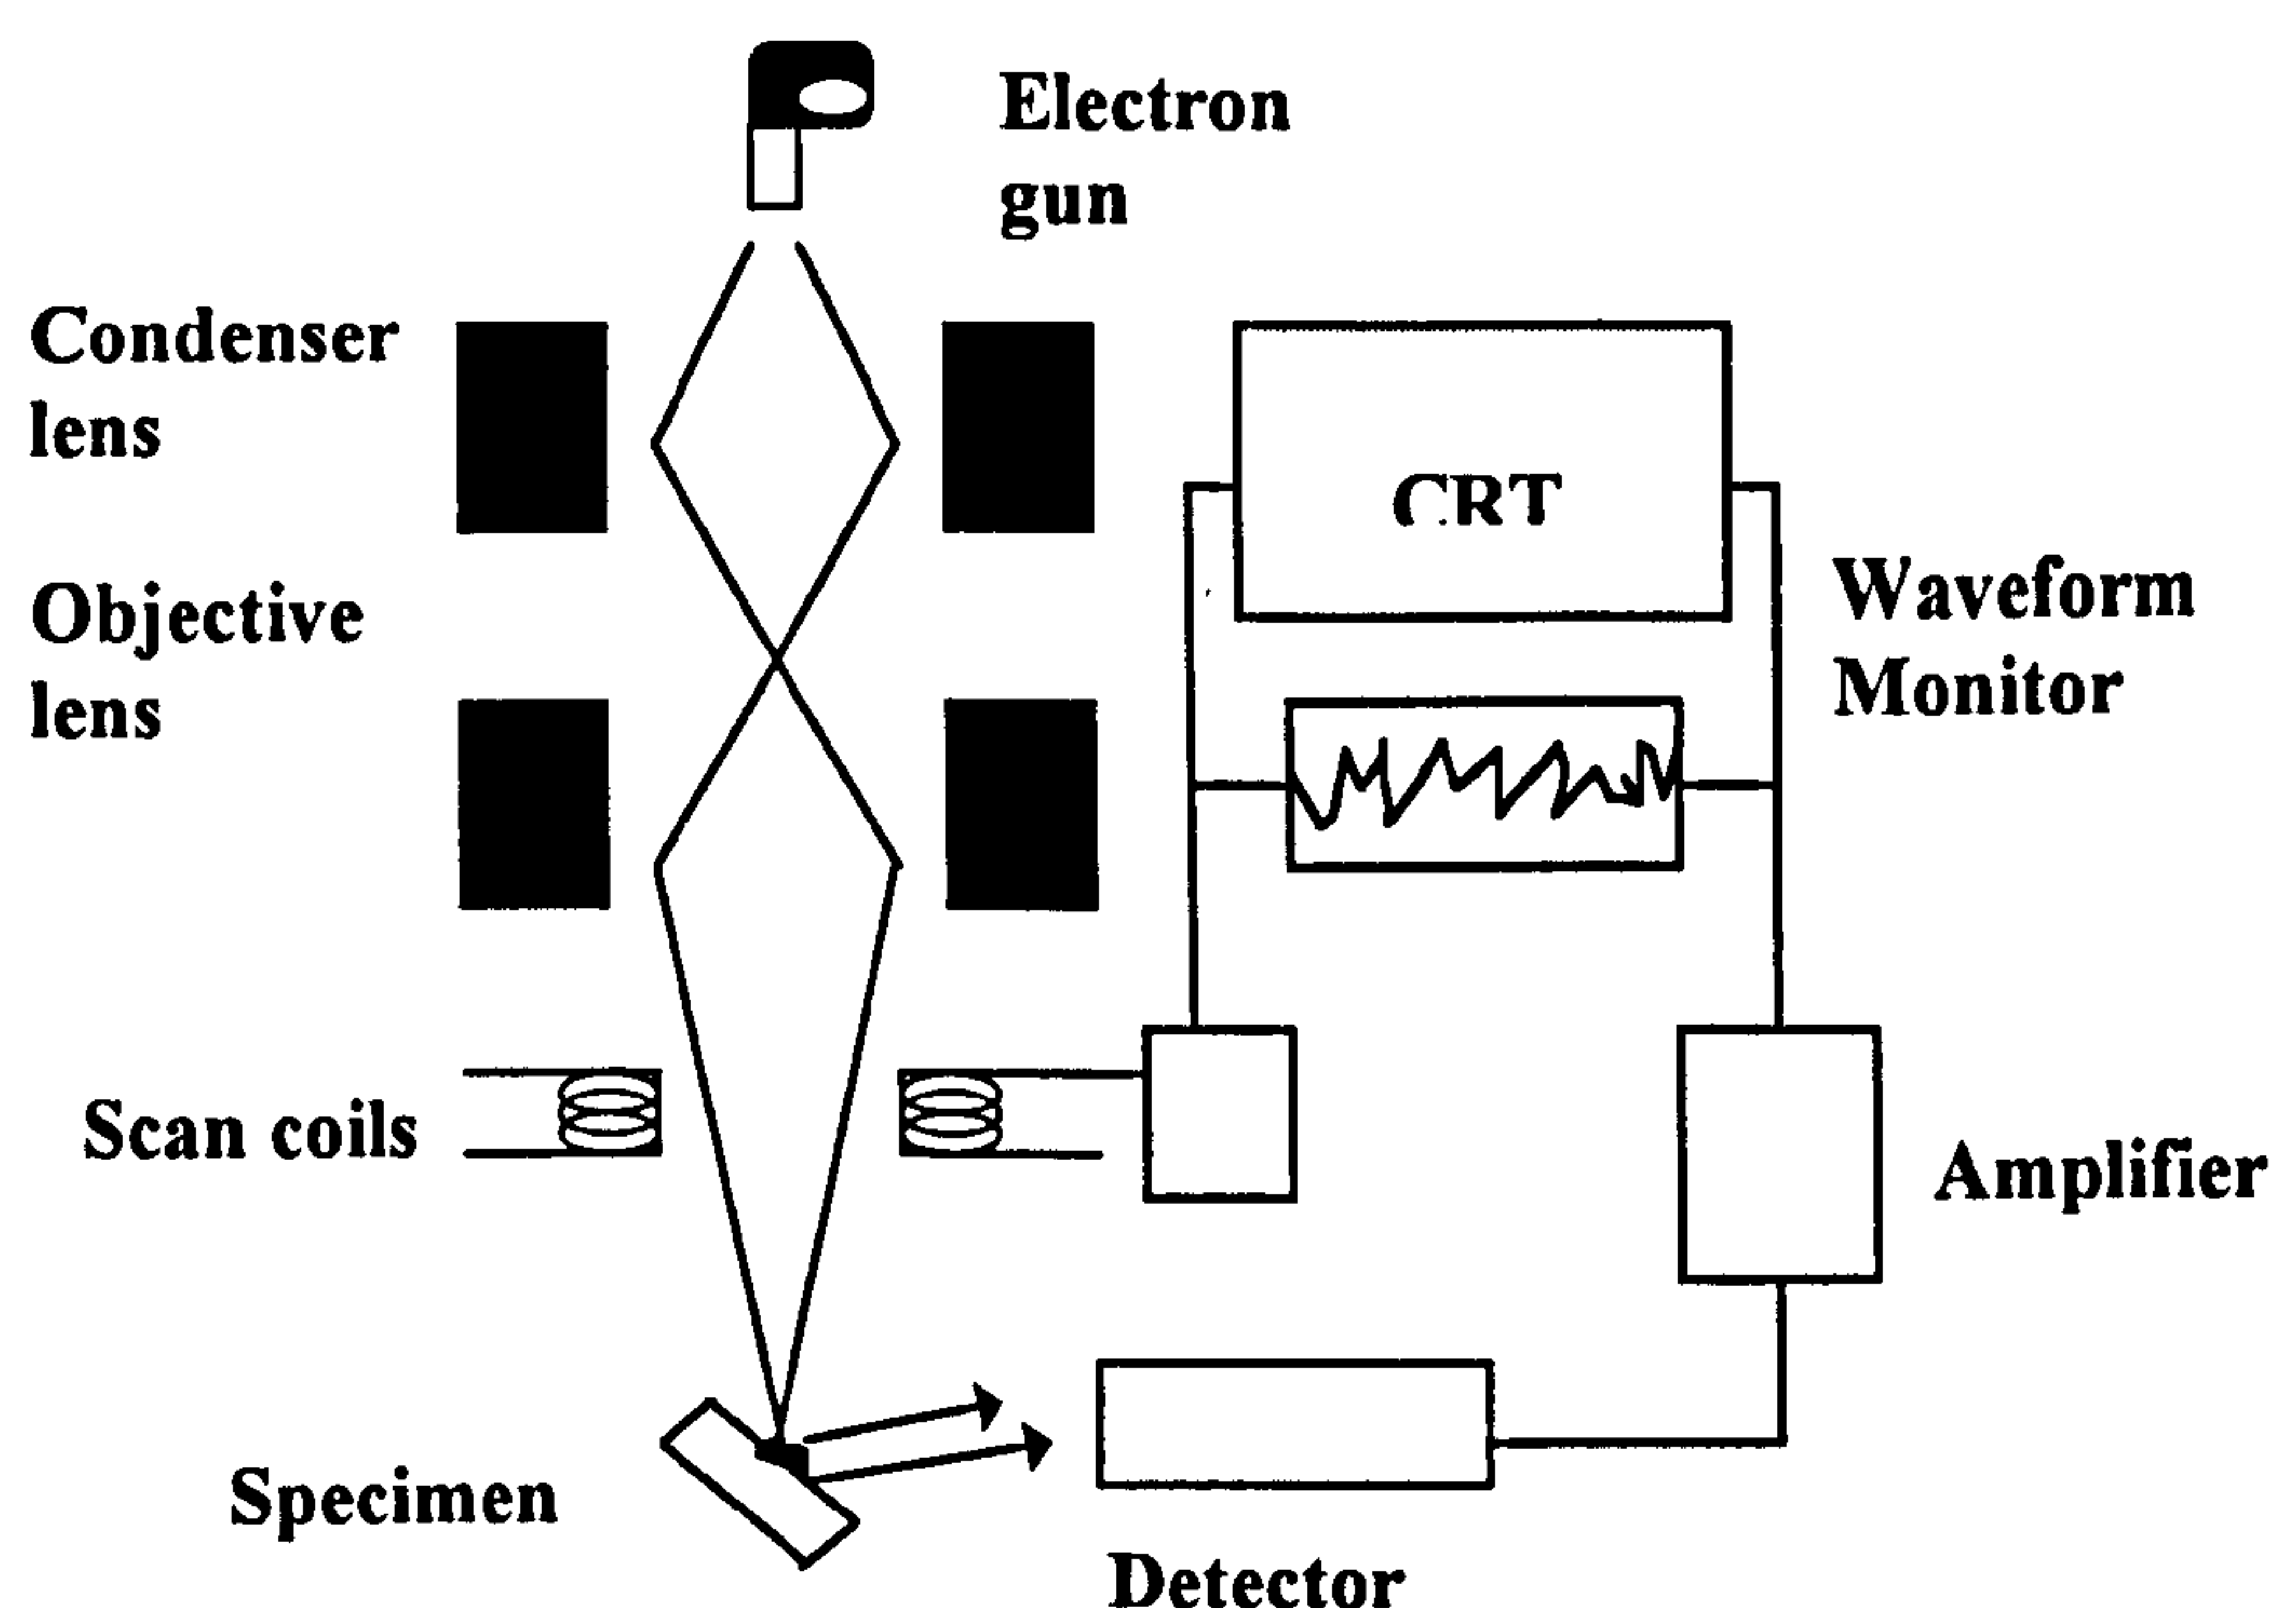 Electron
gun
Condenser
lens
CRT
Objective
lens
Waveform
Monitor
Scan coils
Amplifier
Specimen
Detector